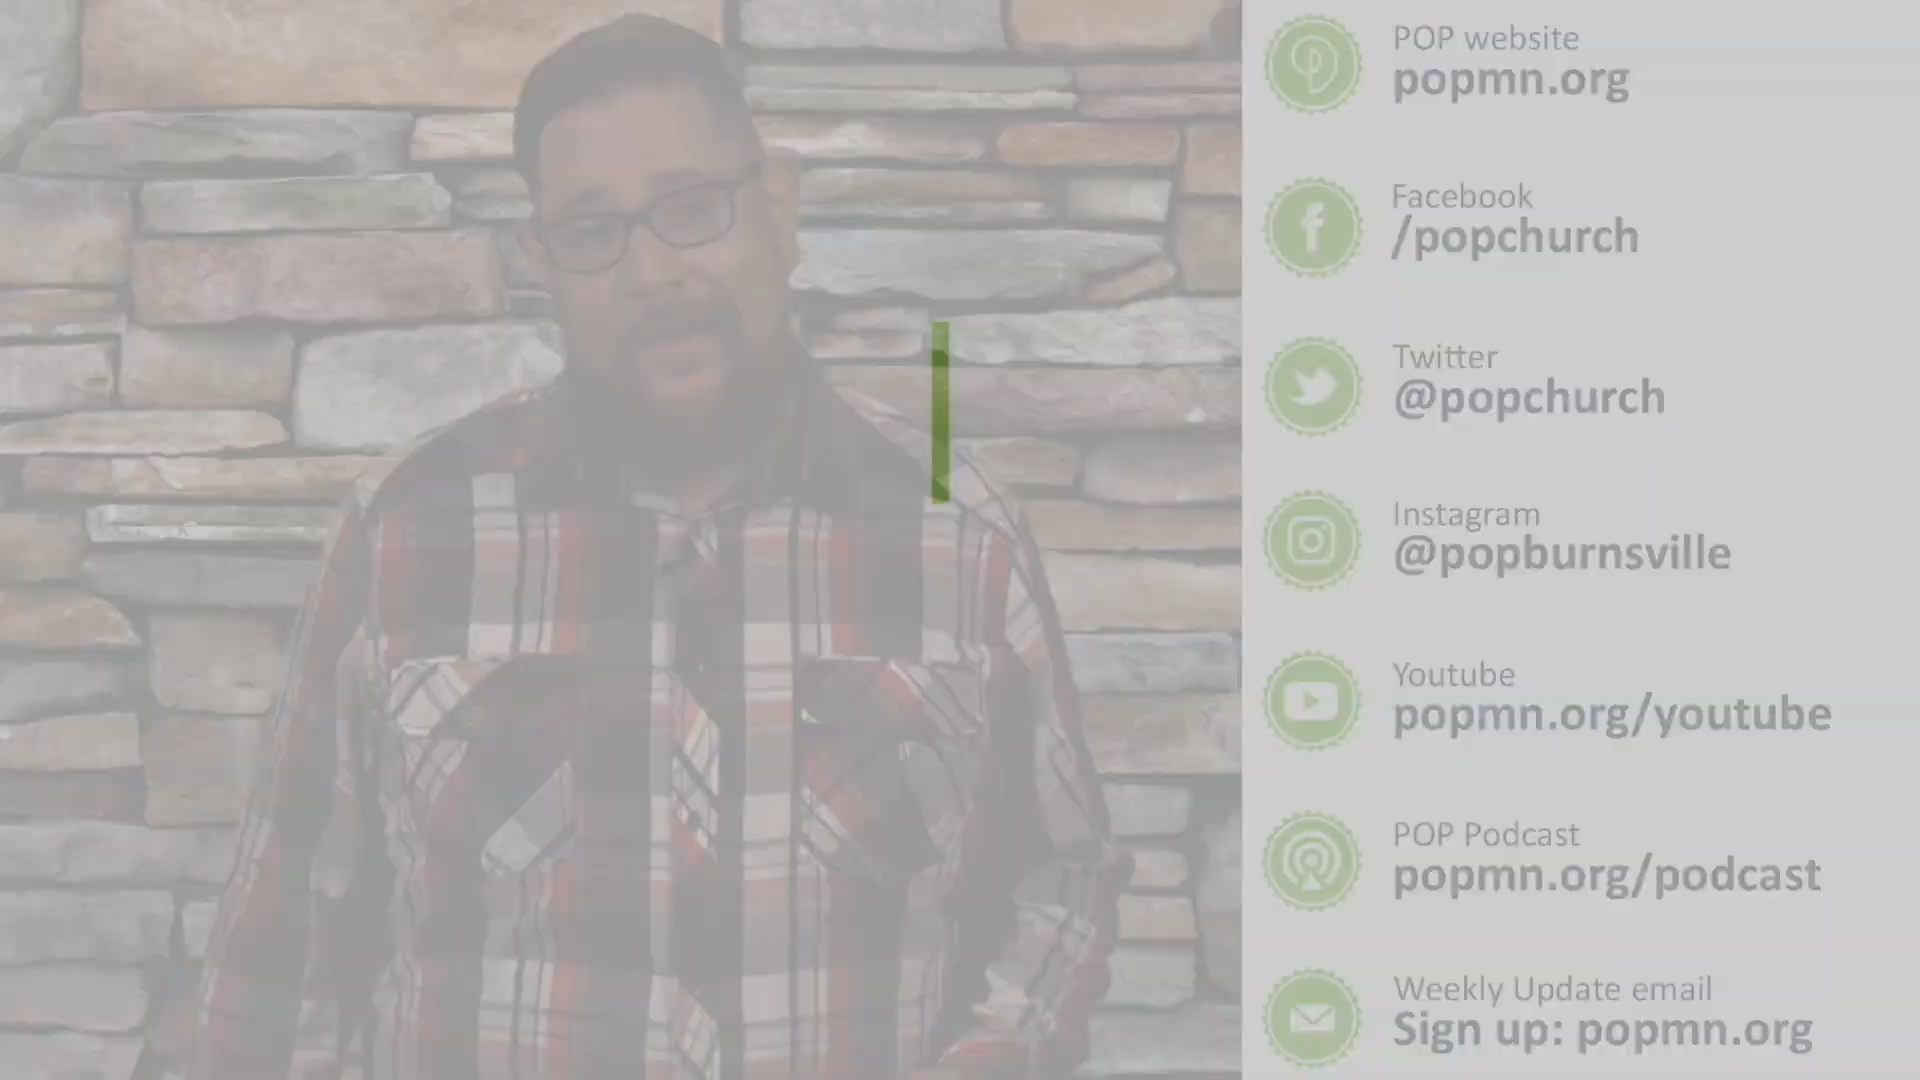 POP website
popmn.org
Facebook
/popchurch
Twitter
@popchurch
Instagram
@popburnsville
Youtube
popmn.org/youtube
POP Podcast
popmn.org/podcast
Weekly Update email
Sign up: popmn.org